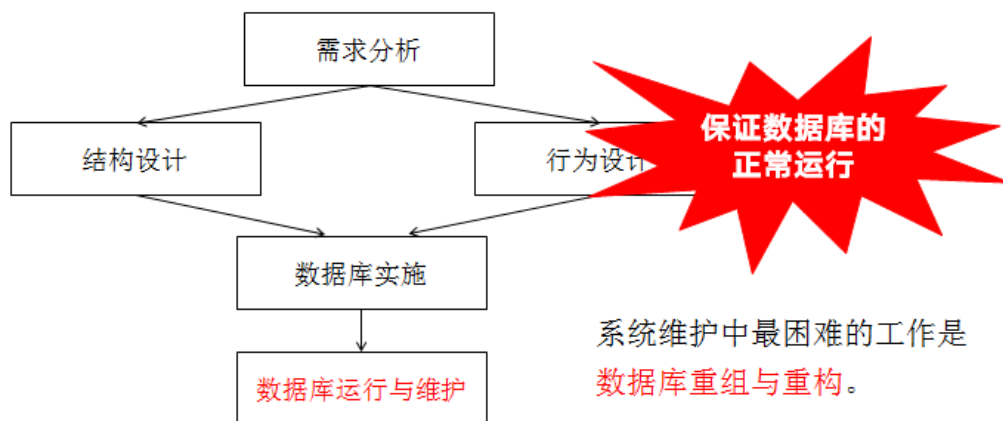 需求分析
结构设计
行为设计
保证数据库的
正常运行
数据库实施
系统维护中最困难的工作是
数据库重组与重构。
数据库运行与维护